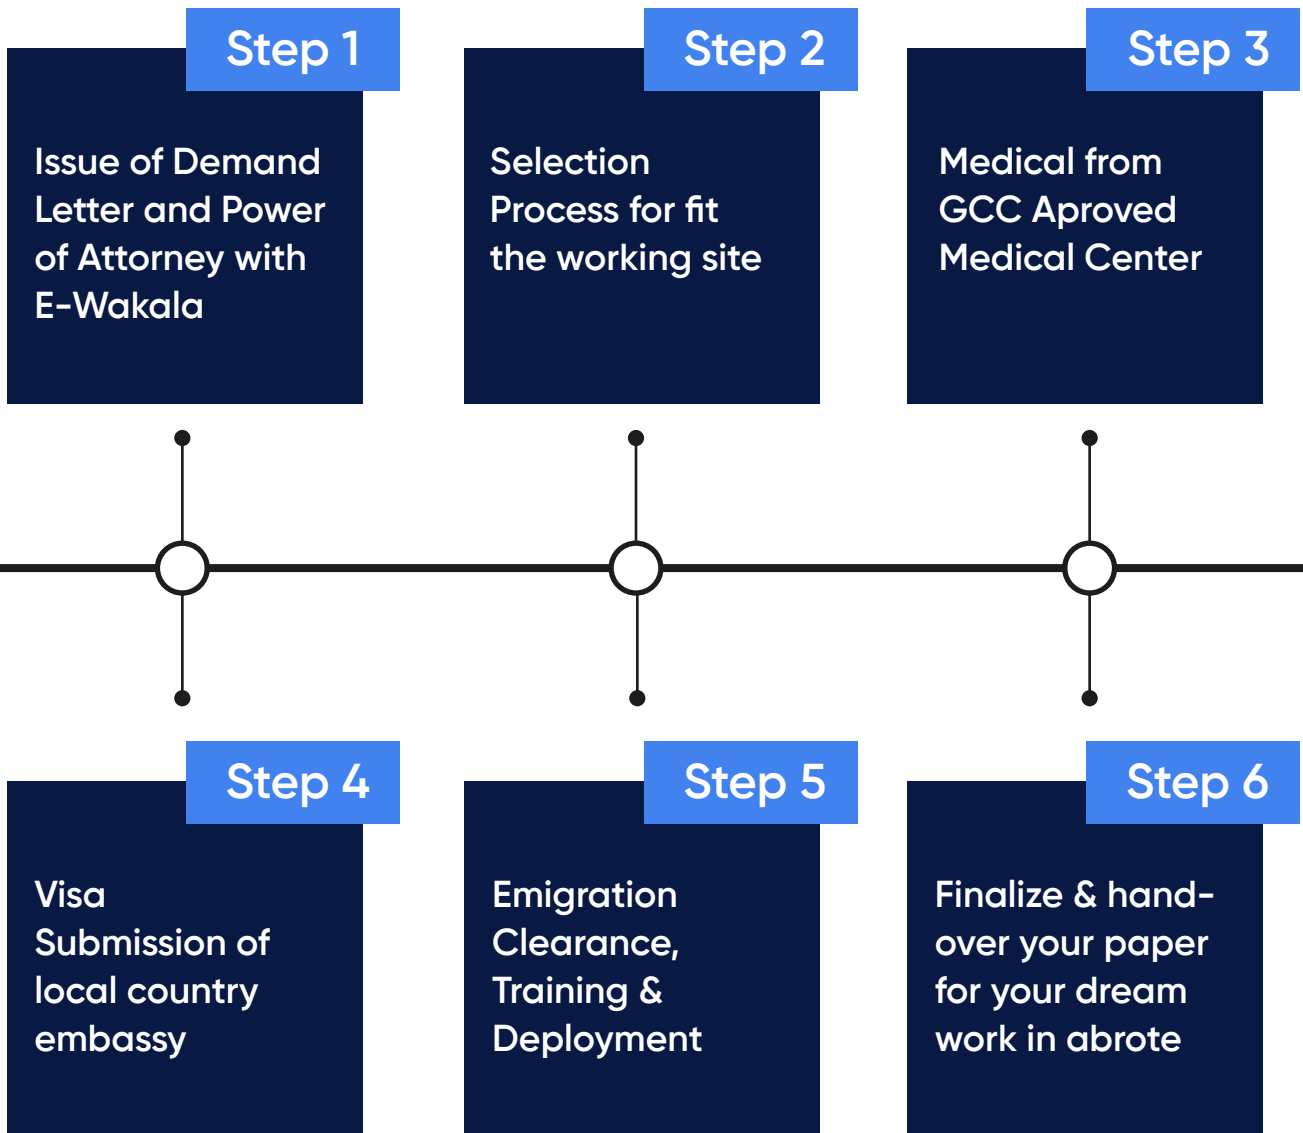 Step 1
Issue of Demand
Letter and Power
of Attorney with
E-Wakala
Step 2
Selection
Process for fit
the working site
Step 3
Medical from
GCC Aproved
Medical Center
Step 4
Visa
Submission of
local country
embassy
Step 5
Emigration
Clearance,
Training &
Deployment
Step 6
Finalize & hand-
over your paper
for your dream
work in abrote